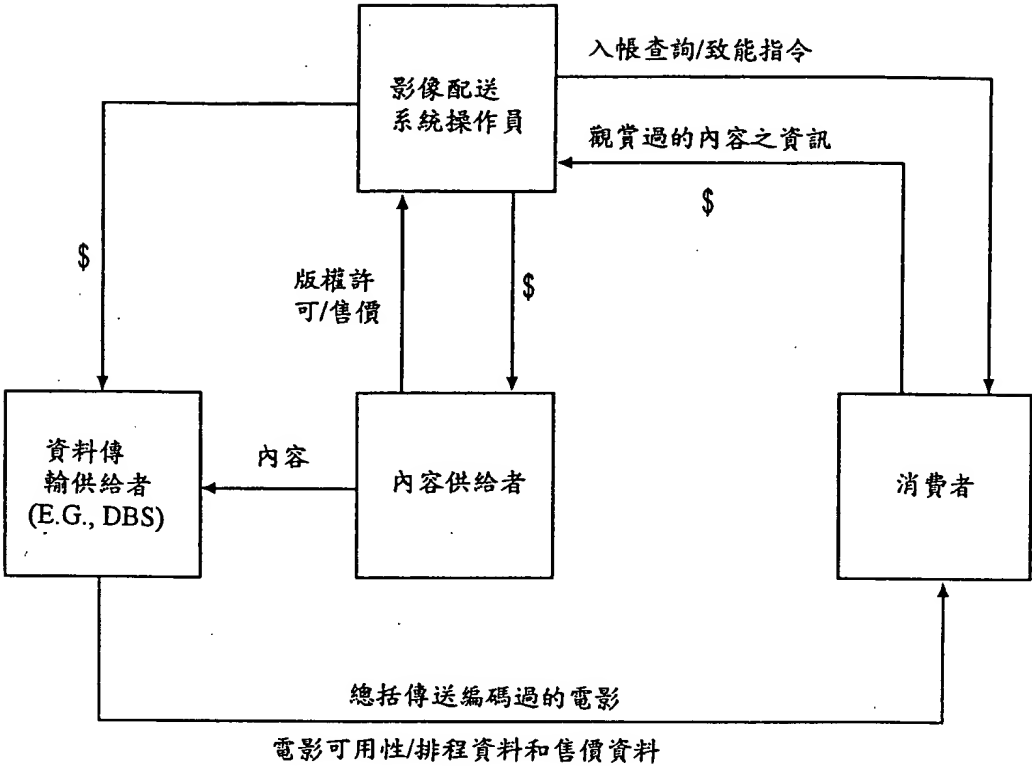 入帳查詢/致能指令
影像配送
系統操作員
觀賞過的內容之資訊
$
$
版權許
可/售價
$
資料傳
輸供給者
(E.G., DBS)
內容
內容供給者
消費者
總括傳送編碼過的電影
電影可用性/排程資料和售價資料